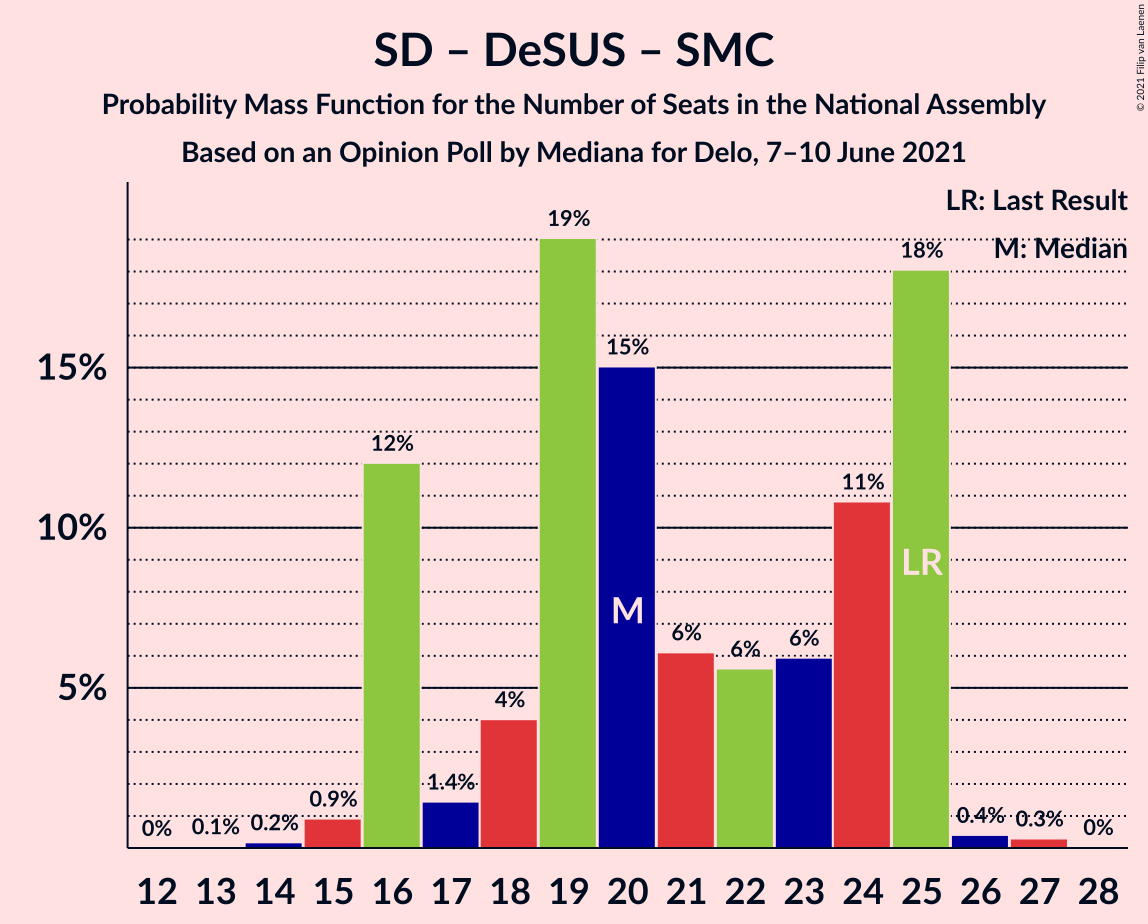 SD – DeSUS – SMC
Probability Mass Function for the Number of Seats in the National Assembly
Based on an Opinion Poll by Mediana for Delo, 7–10 June 2021
© 2021 Filip van Laenen
LR: Last Result
M: Median
15%
10%
5%
0%
0.1%
0.2%
0.9%
12%
1.4%
4%
19%
15%
6%
6%
6%
11%
18%
0.4%
0.3%
0%
M
LR
12 13 14 15 16 17 18 19 20 21 22 23 24 25 26 27 28